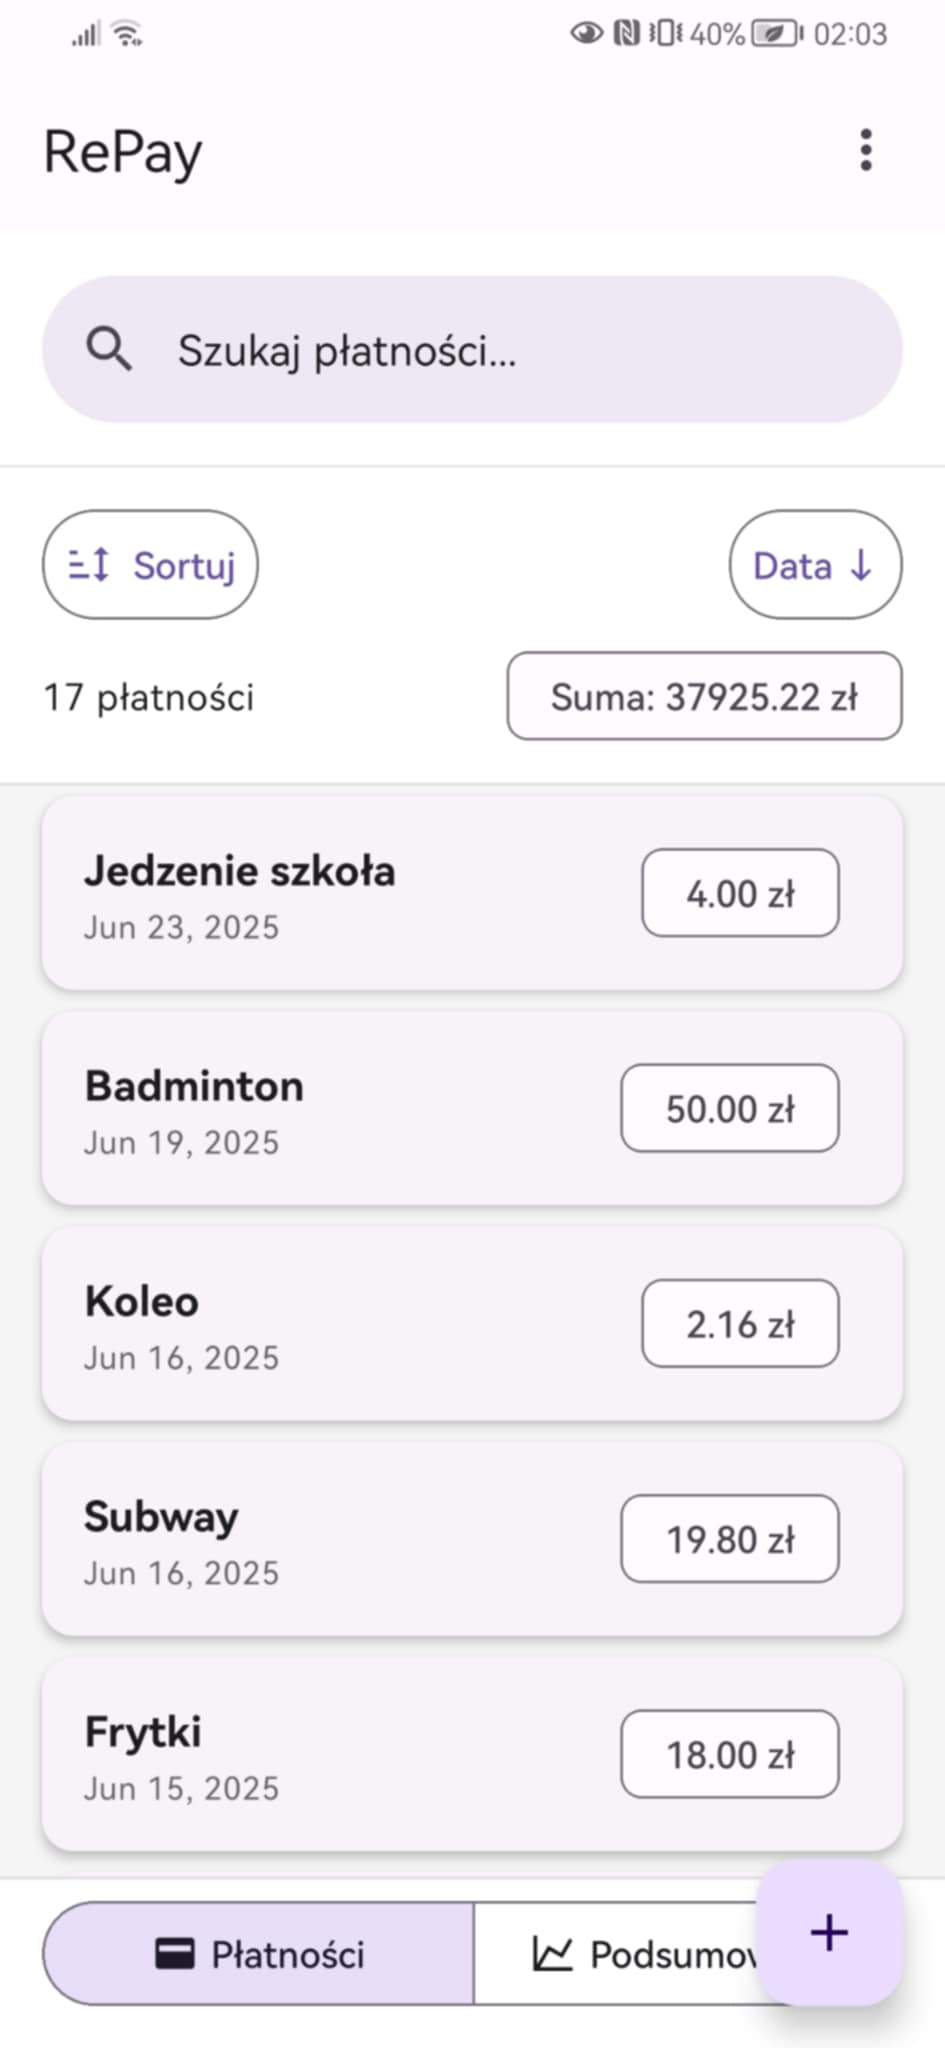 40% 02:03
RePay
Szukaj płatności...
Sortuj
Data ↓
17 płatności
Suma: 37925.22 zł
Jedzenie szkoła
4.00 zł
Jun 23, 2025
Badminton
50.00 zł
Jun 19, 2025
Koleo
2.16 zł
Jun 16, 2025
Subway
19.80 zł
Jun 16, 2025
Frytki
18.00 zł
Jun 15, 2025
Płatności
+